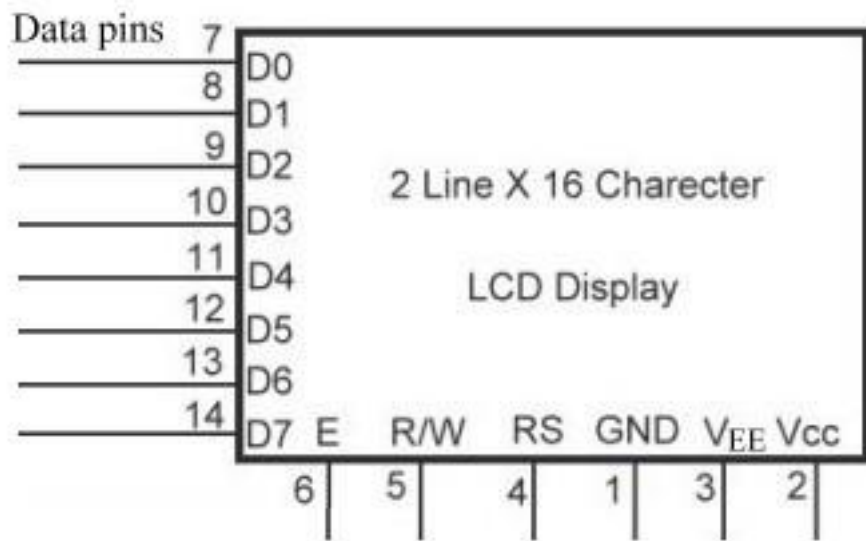 Data pins
7
D0
8
D1
9
D2
2 Line X 16 Charecter
10
D3
11
D4
LCD Display
12
D5
13
D6
14
D7 E R/W RS GND VEE Vcc
6 5 4 1 3 2